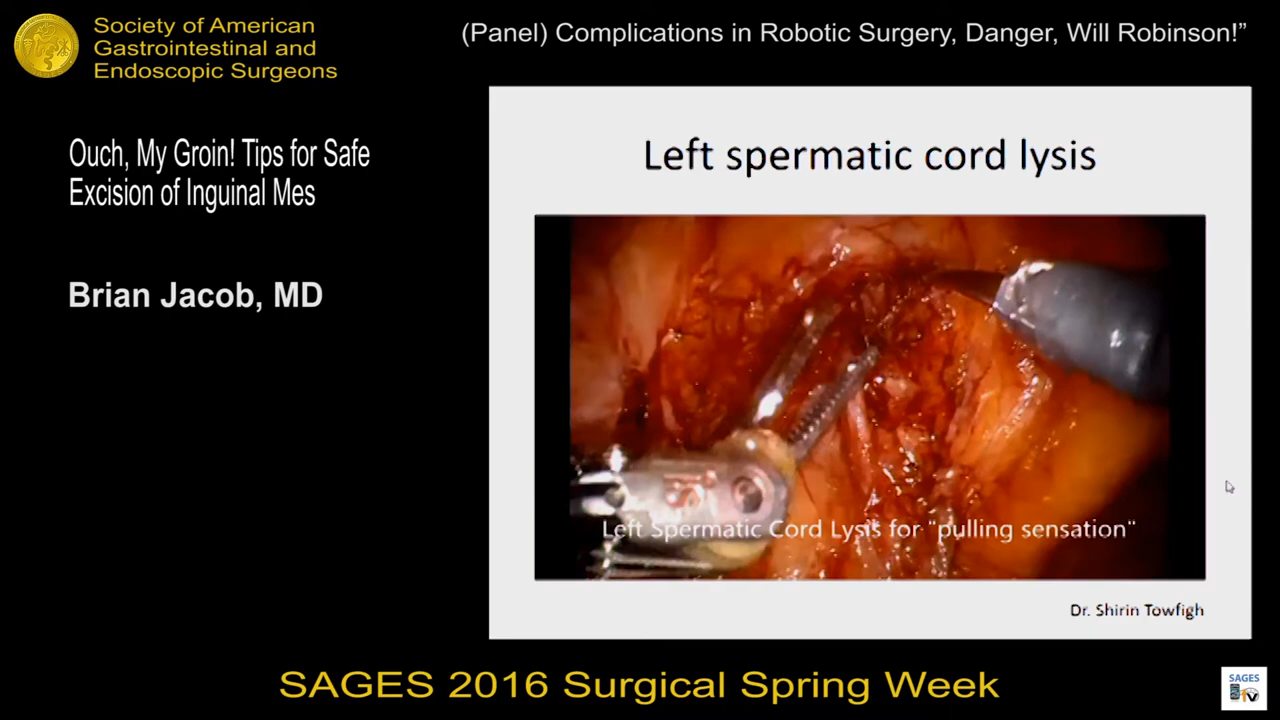 Society of American
Gastrointestinal and
Endoscopic Surgeons
(Panel) Complications in Robotic Surgery, Danger, Will Robinson!”
Ouch, My Groin! Tips for Safe
Excision of Inguinal Mes
Brian Jacob, MD
Left spermatic cord lysis
Left Spermatic Cord Lysis for "pulling sensation"
Dr. Shirin Towfigh
SAGES 2016 Surgical Spring Week
SAGES
TV